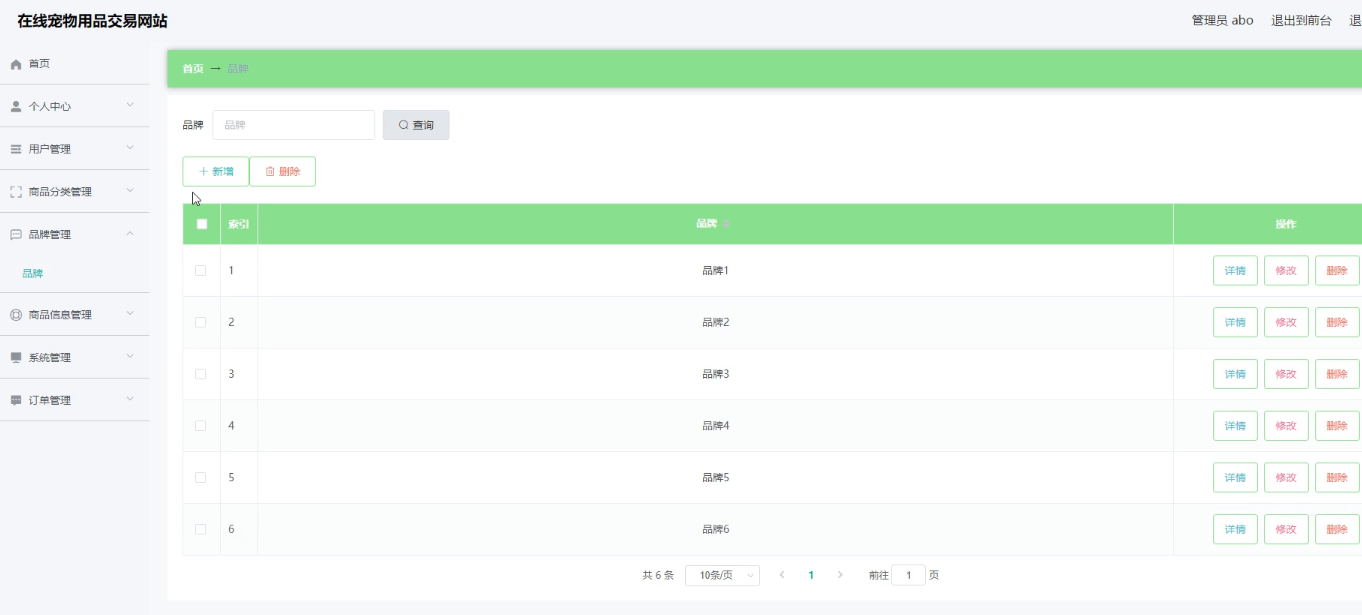 在线宠物用品交易网站
管理员 abo 退出到前台 退
首页
个人中心
用户管理
商品分类管理
品牌管理
品牌
商品信息管理
系统管理
订单管理
首页 → 品牌
品牌 品牌 查询
新增 删除
索引 品牌 操作
1 品牌1 详情 修改 删除
2 品牌2 详情 修改 删除
3 品牌3 详情 修改 删除
4 品牌4 详情 修改 删除
5 品牌5 详情 修改 删除
6 品牌6 详情 修改 删除
共 6 条 10条/页 1 前往 1 页